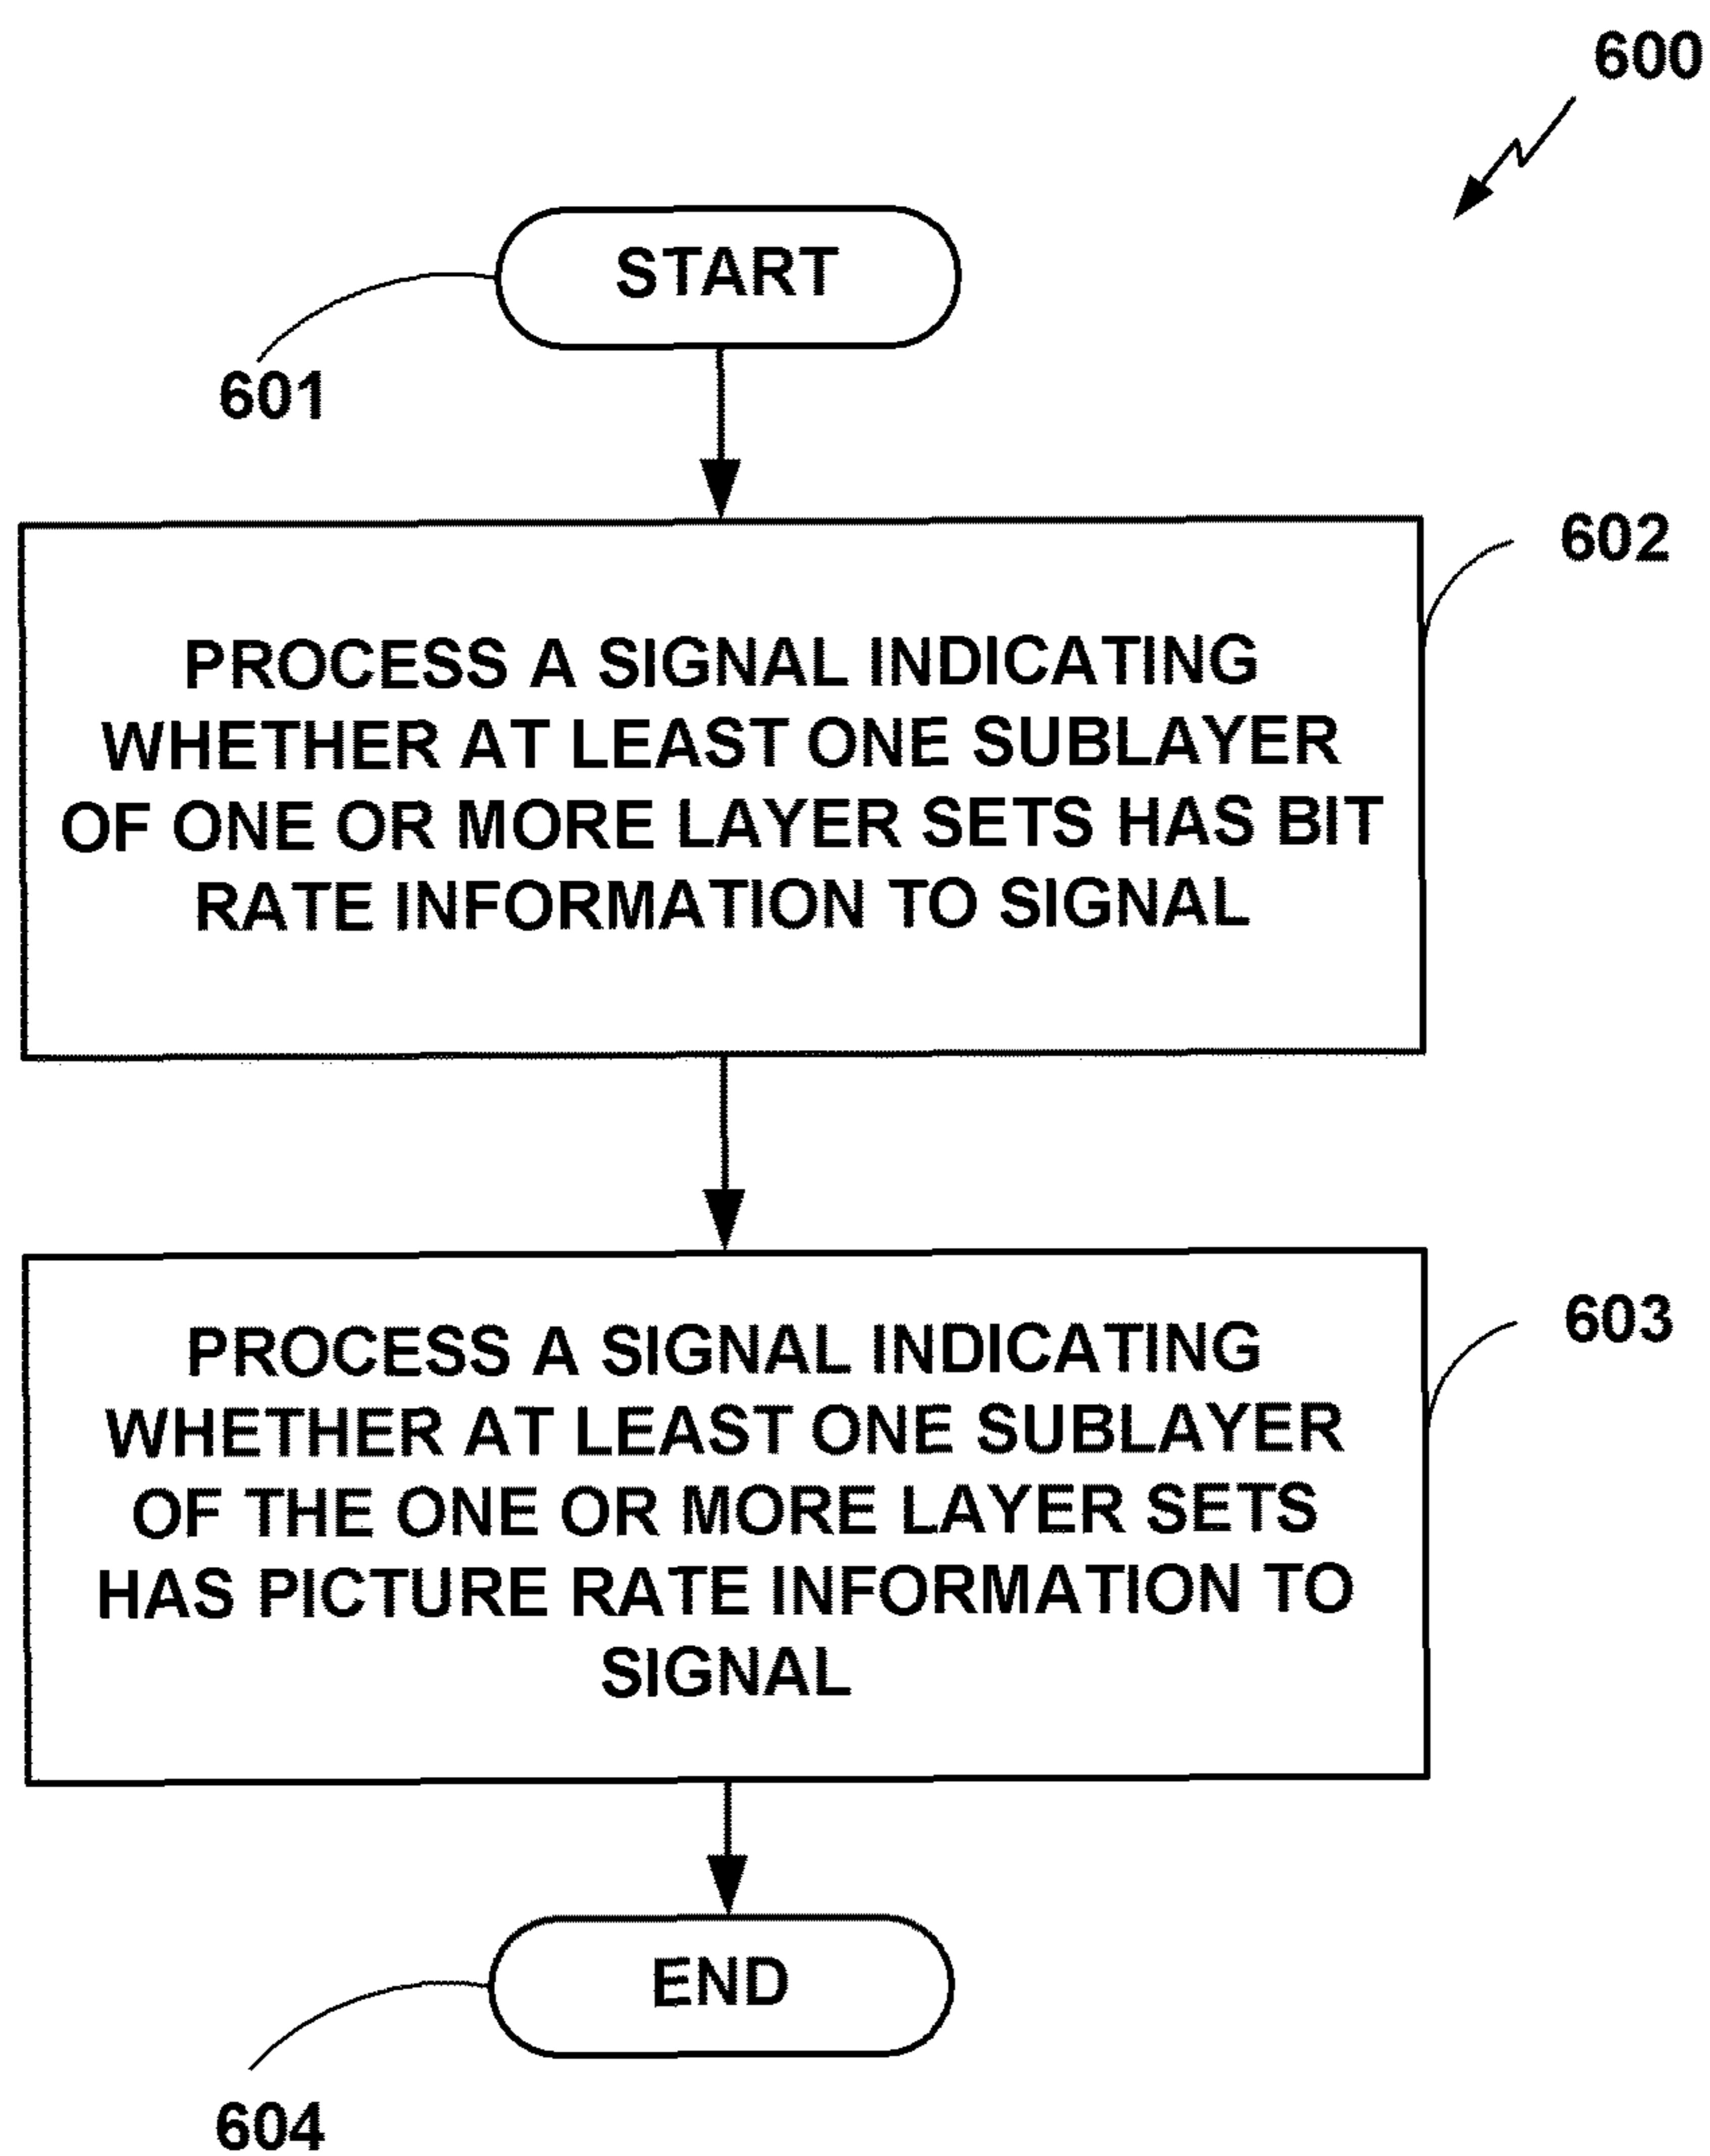 600
START
601
602
PROCESS A SIGNAL INDICATING
WHETHER AT LEAST ONE SUBLAYER
OF ONE OR MORE LAYER SETS HAS BIT
RATE INFORMATION TO SIGNAL
603
PROCESS A SIGNAL INDICATING
WHETHER AT LEAST ONE SUBLAYER
OF THE ONE OR MORE LAYER SETS
HAS PICTURE RATE INFORMATION TO
SIGNAL
END
604